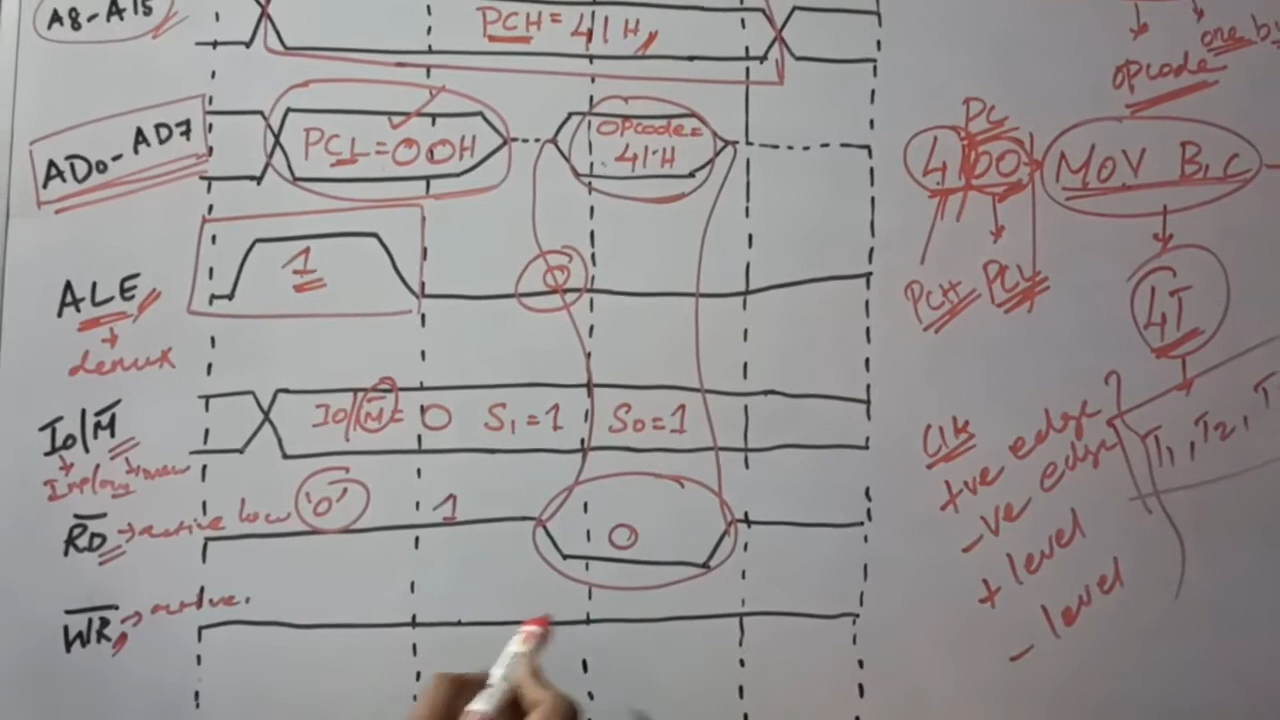 A8-A15
PCH = 41H
AD0-AD7
PCL = 00H
Opcode =
41H
ALE
1
0
demux
IO/M̅
IO/M̅ = 0 S1 = 1 S0 = 1
R̅D̅ → active low '0' 1
0
W̅R̅ → active.
opcode
one by
PC
4100
MOV B,C
PCH PCL
4T
T1, T2, T
Clk
+ve edge
-ve edge
+ level
- level